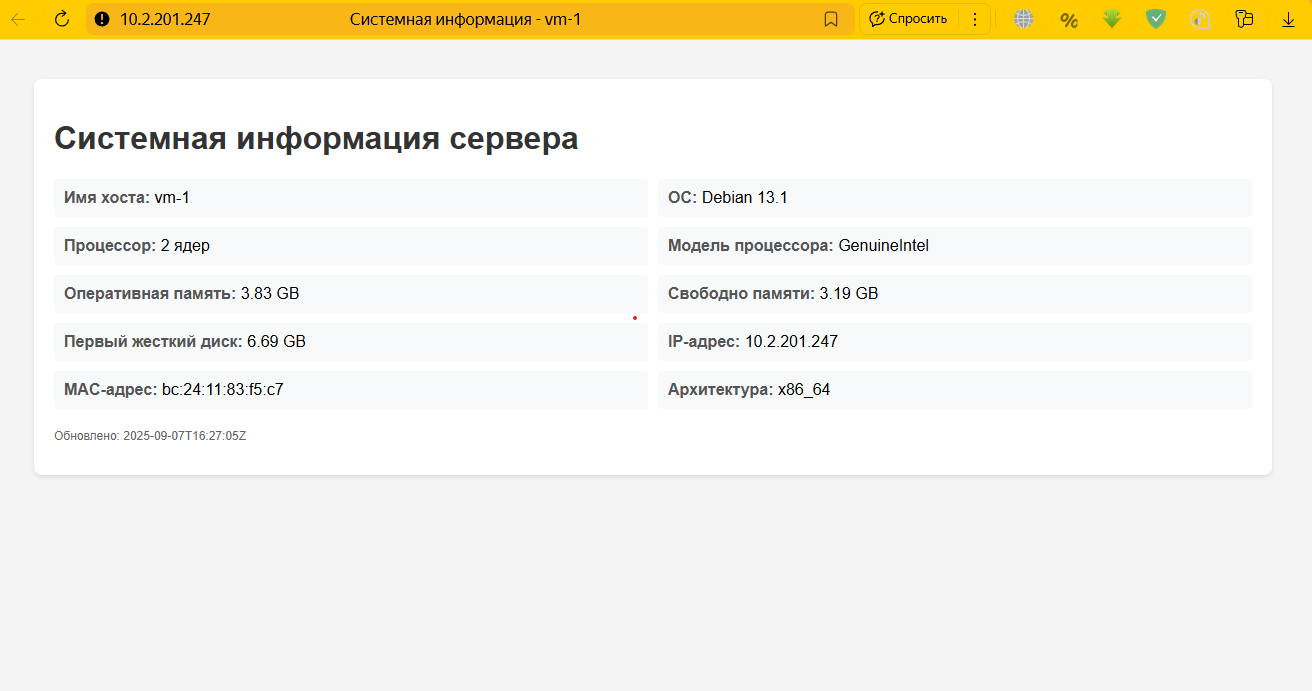 10.2.201.247 Системная информация - vm-1 Спросить
Системная информация сервера
Имя хоста: vm-1
ОС: Debian 13.1
Процессор: 2 ядер
Модель процессора: GenuineIntel
Оперативная память: 3.83 GB
Свободно памяти: 3.19 GB
Первый жесткий диск: 6.69 GB
IP-адрес: 10.2.201.247
MAC-адрес: bc:24:11:83:f5:c7
Архитектура: x86_64
Обновлено: 2025-09-07T16:27:05Z